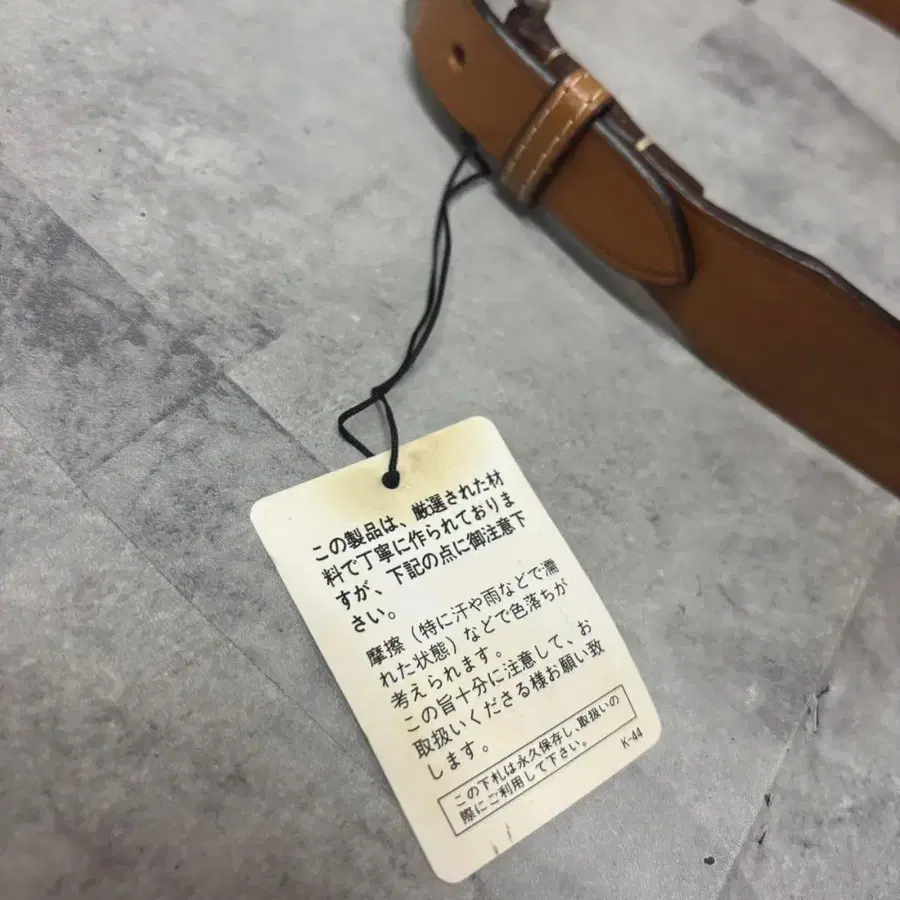 この製品は、厳選された材
料で丁寧に作られておりま
すが、下記の点に御注意下
さい。
摩擦（特に汗や雨などで濡
れた状態）などで色落ちが
考えられます。
この旨十分に注意して、お
取扱いくださる様お願い致
します。
この下札は永久保存し、取扱いの
際にご利用して下さい。
K-44